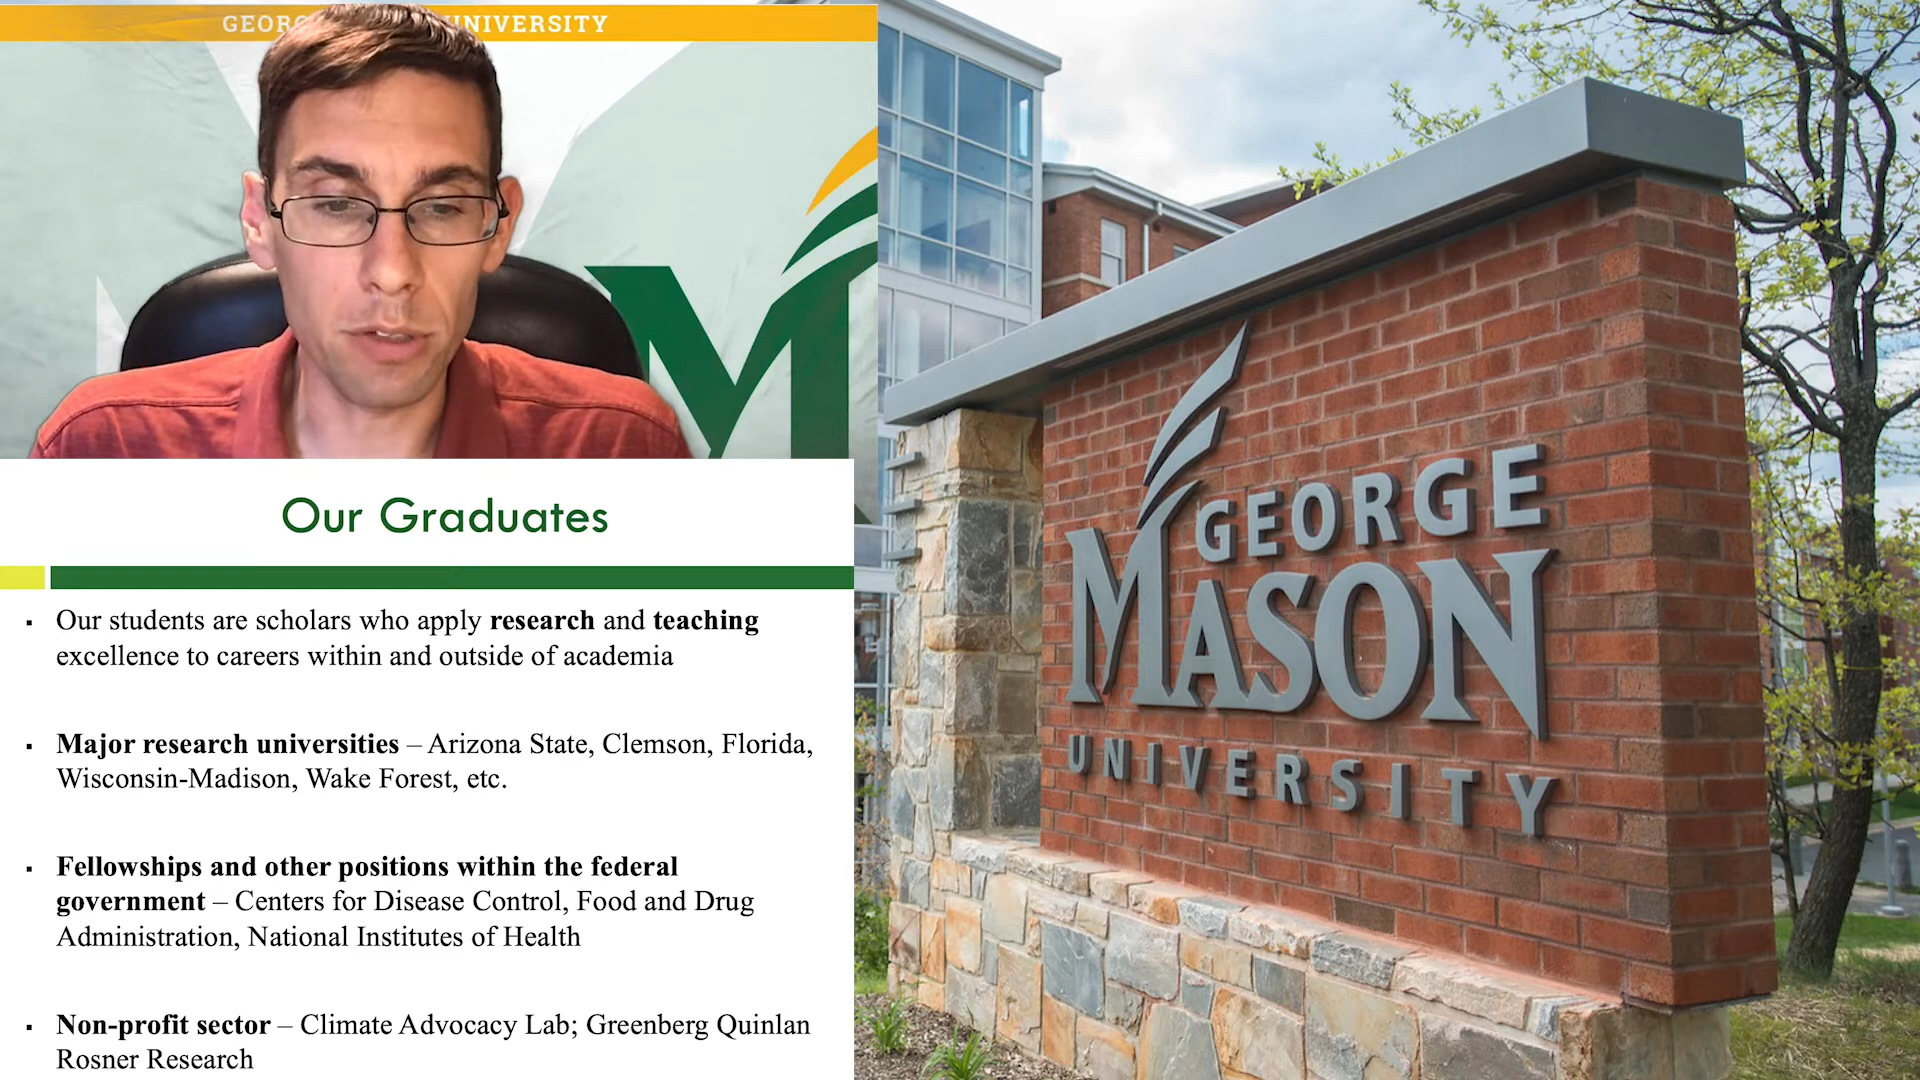 GEORGE UNIVERSITY
Our Graduates
▪ Our students are scholars who apply research and teaching
excellence to careers within and outside of academia
▪ Major research universities – Arizona State, Clemson, Florida,
Wisconsin-Madison, Wake Forest, etc.
▪ Fellowships and other positions within the federal
government – Centers for Disease Control, Food and Drug
Administration, National Institutes of Health
▪ Non-profit sector – Climate Advocacy Lab; Greenberg Quinlan
Rosner Research
M
GEORGE
MASON
UNIVERSITY